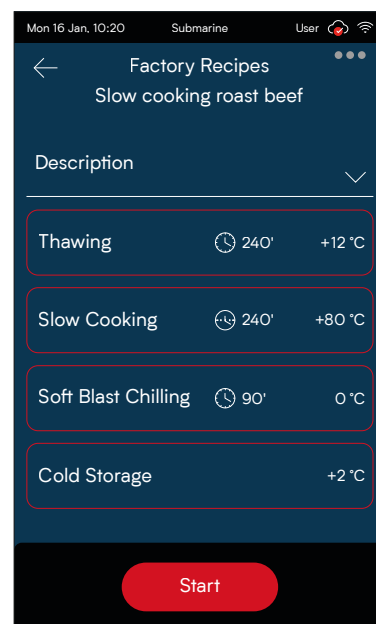 Mon 16 Jan, 10:20 Submarine User
Factory Recipes
Slow cooking roast beef
Description
Thawing 240' +12 °C
Slow Cooking 240' +80 °C
Soft Blast Chilling 90' 0 °C
Cold Storage +2 °C
Start